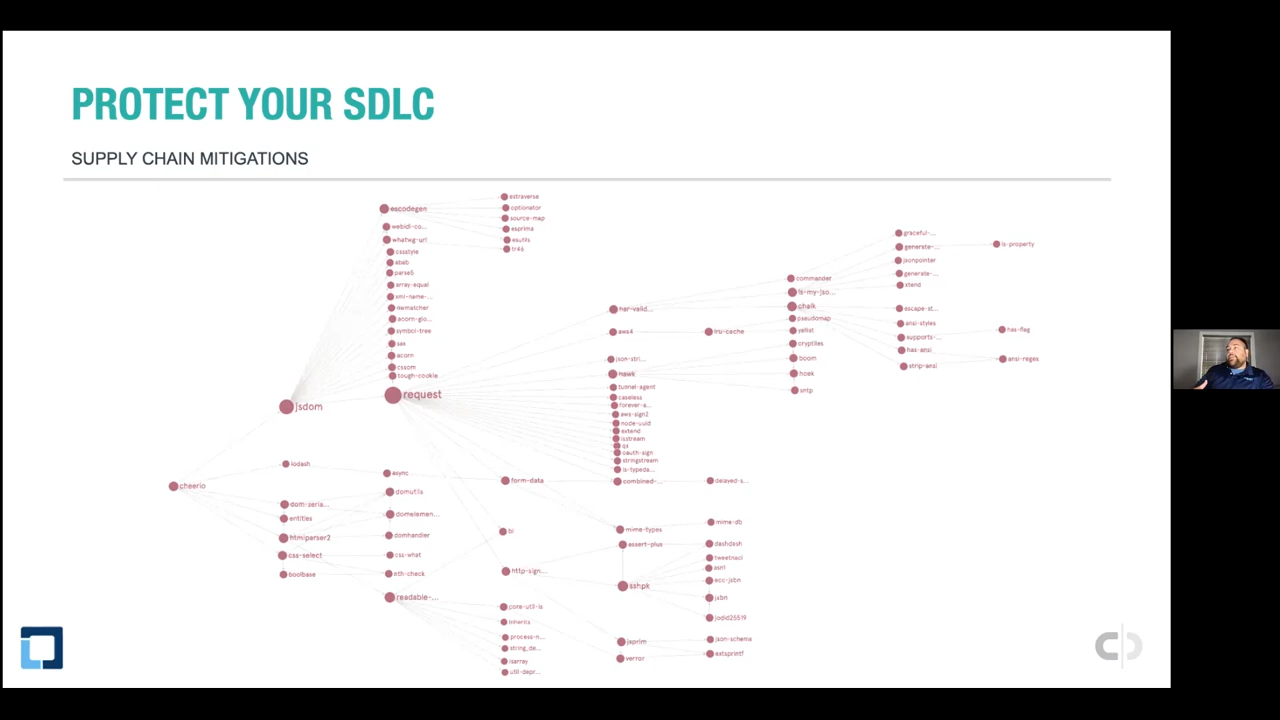 PROTECT YOUR SDLC
SUPPLY CHAIN MITIGATIONS
cheerio
jsdom
lodash
dom-seria...
entities
htmlparser2
css-select
boolbase
escodegen
webidl-co...
whatwg-url
cssstyle
abab
parse5
array-equal
xml-name-...
nwmatcher
acorn-glo...
symbol-tree
sax
acorn
cssom
tough-cookie
request
async
domutils
domelemen...
domhandler
css-what
nth-check
readable-...
estraverse
optionator
source-map
esprima
esutils
tr46
form-data
bl
http-sign...
core-util-is
inherits
process-n...
string_de...
isarray
util-depr...
har-valid...
aws4
json-stri...
hawk
tunnel-agent
caseless
forever-a...
aws-sign2
node-uuid
extend
isstream
qs
oauth-sign
stringstream
is-typeda...
combined-...
mime-types
assert-plus
sshpk
jsprim
verror
lru-cache
delayed-s...
mime-db
dashdash
tweetnacl
asn1
ecc-jsbn
jsbn
jodid25519
json-schema
extsprintf
commander
is-my-jso...
chalk
pseudomap
yallist
cryptiles
boom
hoek
sntp
graceful-...
generate-...
jsonpointer
generate-...
xtend
escape-st...
ansi-styles
supports-...
has-ansi
strip-ansi
is-property
has-flag
ansi-regex